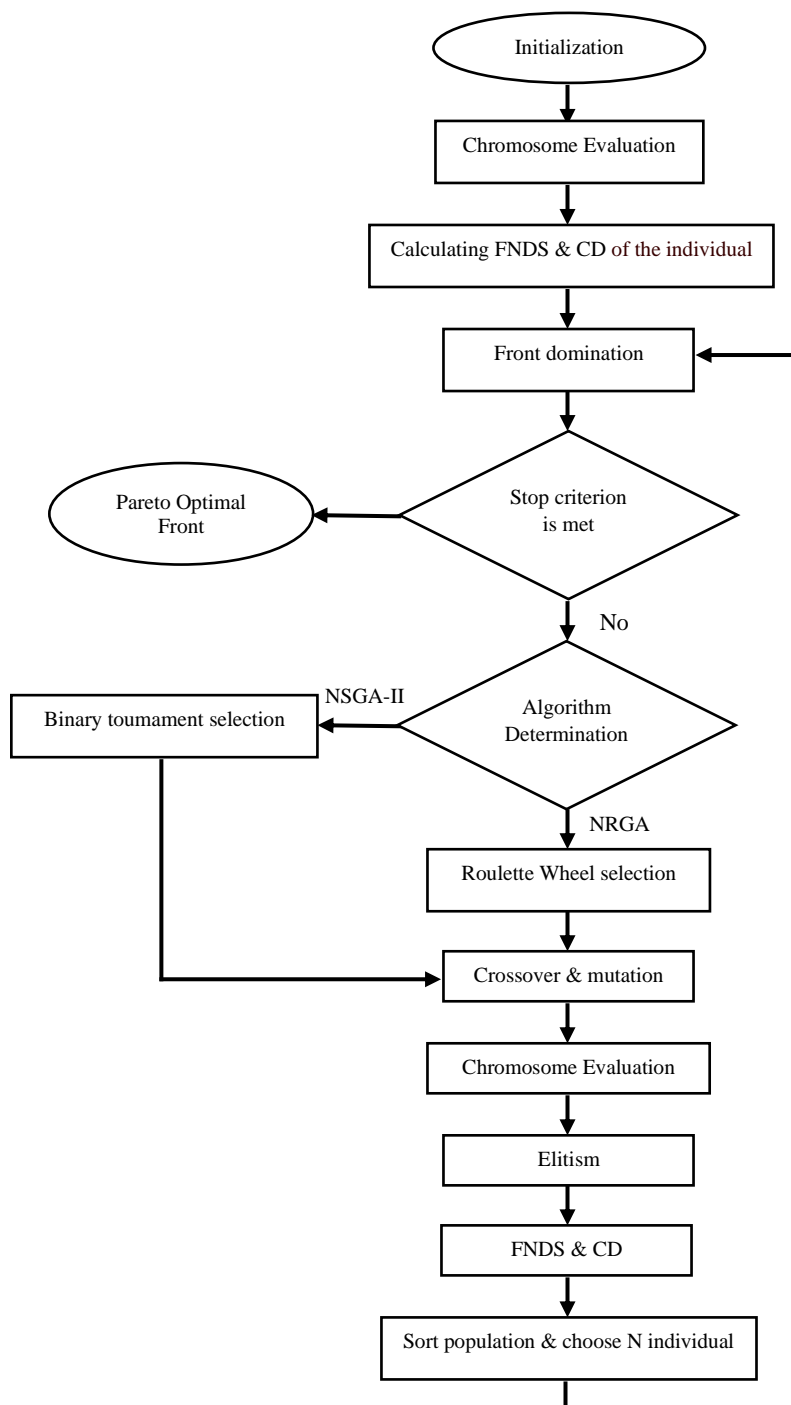 Initialization
Chromosome Evaluation
Calculating FNDS & CD of the individual
Front domination
Stop criterion
is met
Pareto Optimal
Front
No
Algorithm
Determination
NSGA-II
Binary toumament selection
NRGA
Roulette Wheel selection
Crossover & mutation
Chromosome Evaluation
Elitism
FNDS & CD
Sort population & choose N individual